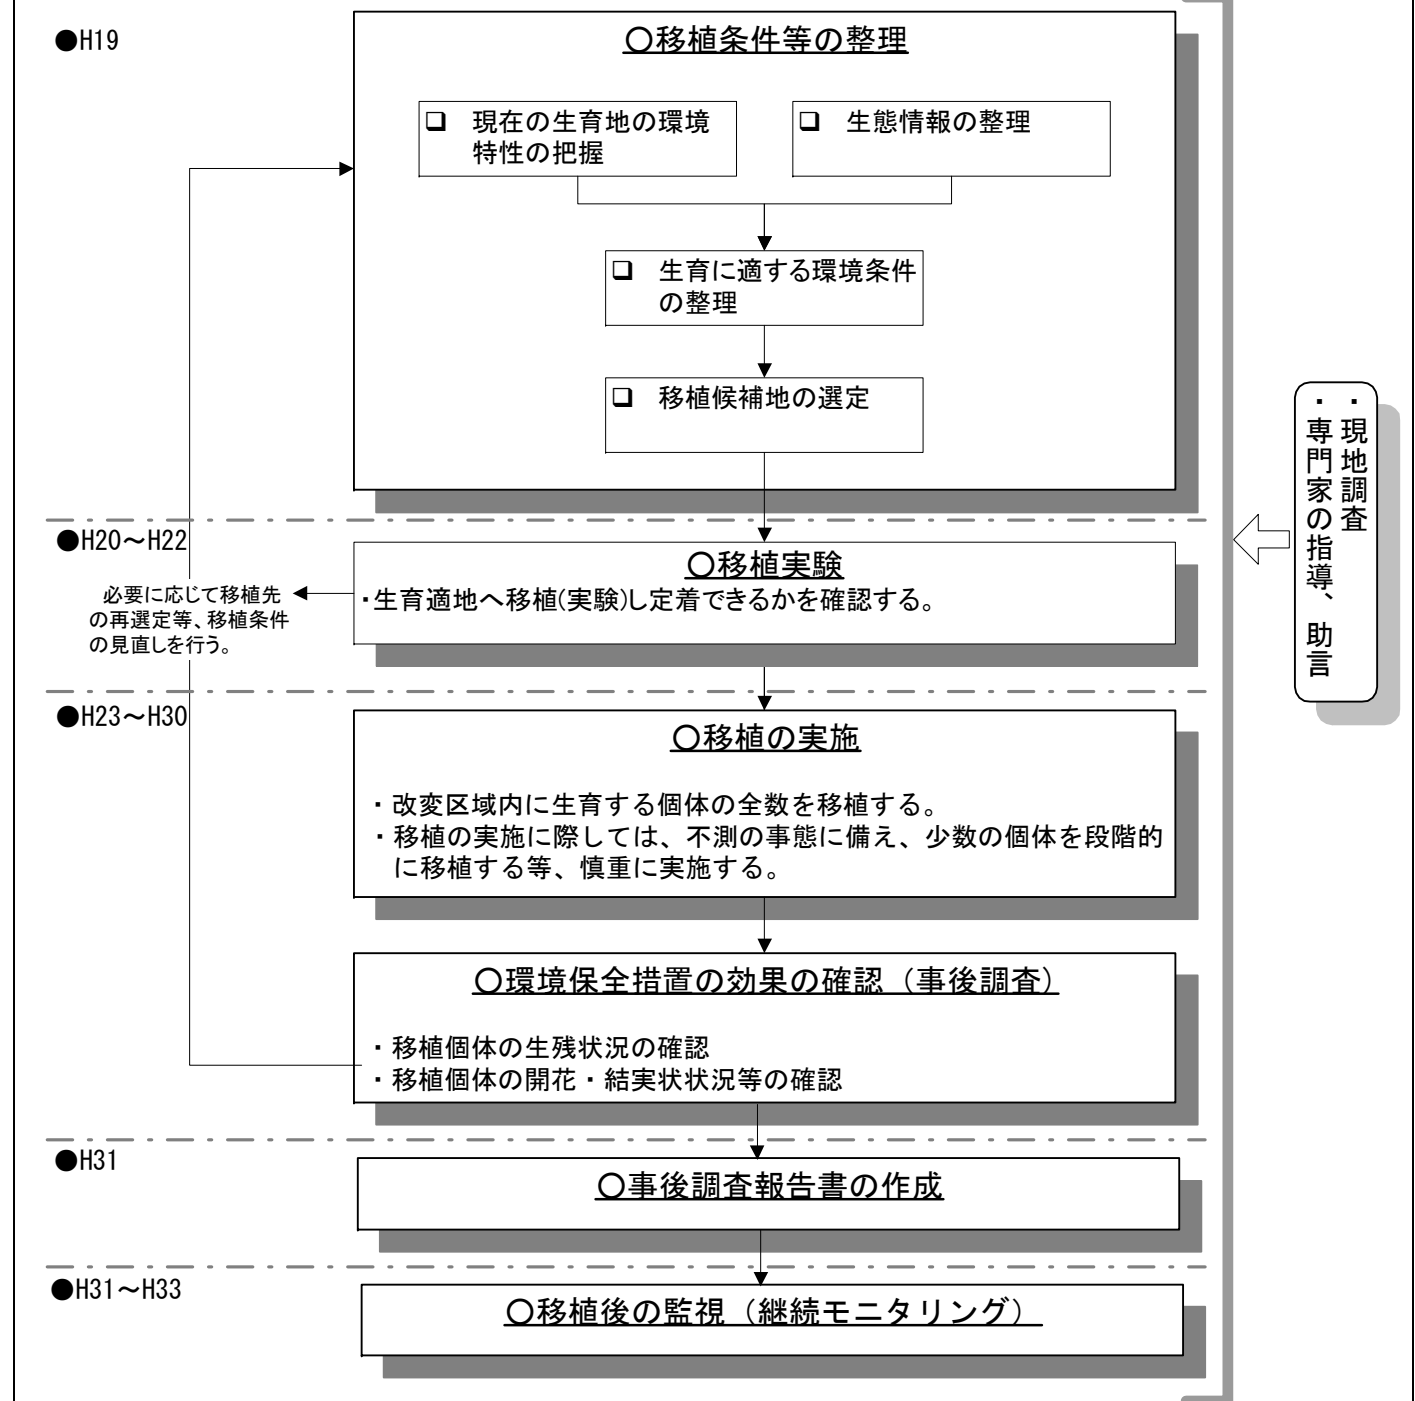 ●H19
○移植条件等の整理
❑ 現在の生育地の環境
特性の把握
❑ 生態情報の整理
❑ 生育に適する環境条件
の整理
❑ 移植候補地の選定
●H20～H22
○移植実験
・生育適地へ移植(実験)し定着できるかを確認する。
必要に応じて移植先
の再選定等、移植条件
の見直しを行う。
●H23～H30
○移植の実施
・改変区域内に生育する個体の全数を移植する。
・移植の実施に際しては、不測の事態に備え、少数の個体を段階的
に移植する等、慎重に実施する。
○環境保全措置の効果の確認（事後調査）
・移植個体の生残状況の確認
・移植個体の開花・結実状状況等の確認
●H31
○事後調査報告書の作成
●H31～H33
○移植後の監視（継続モニタリング）
・現地調査
・専門家の指導、助言